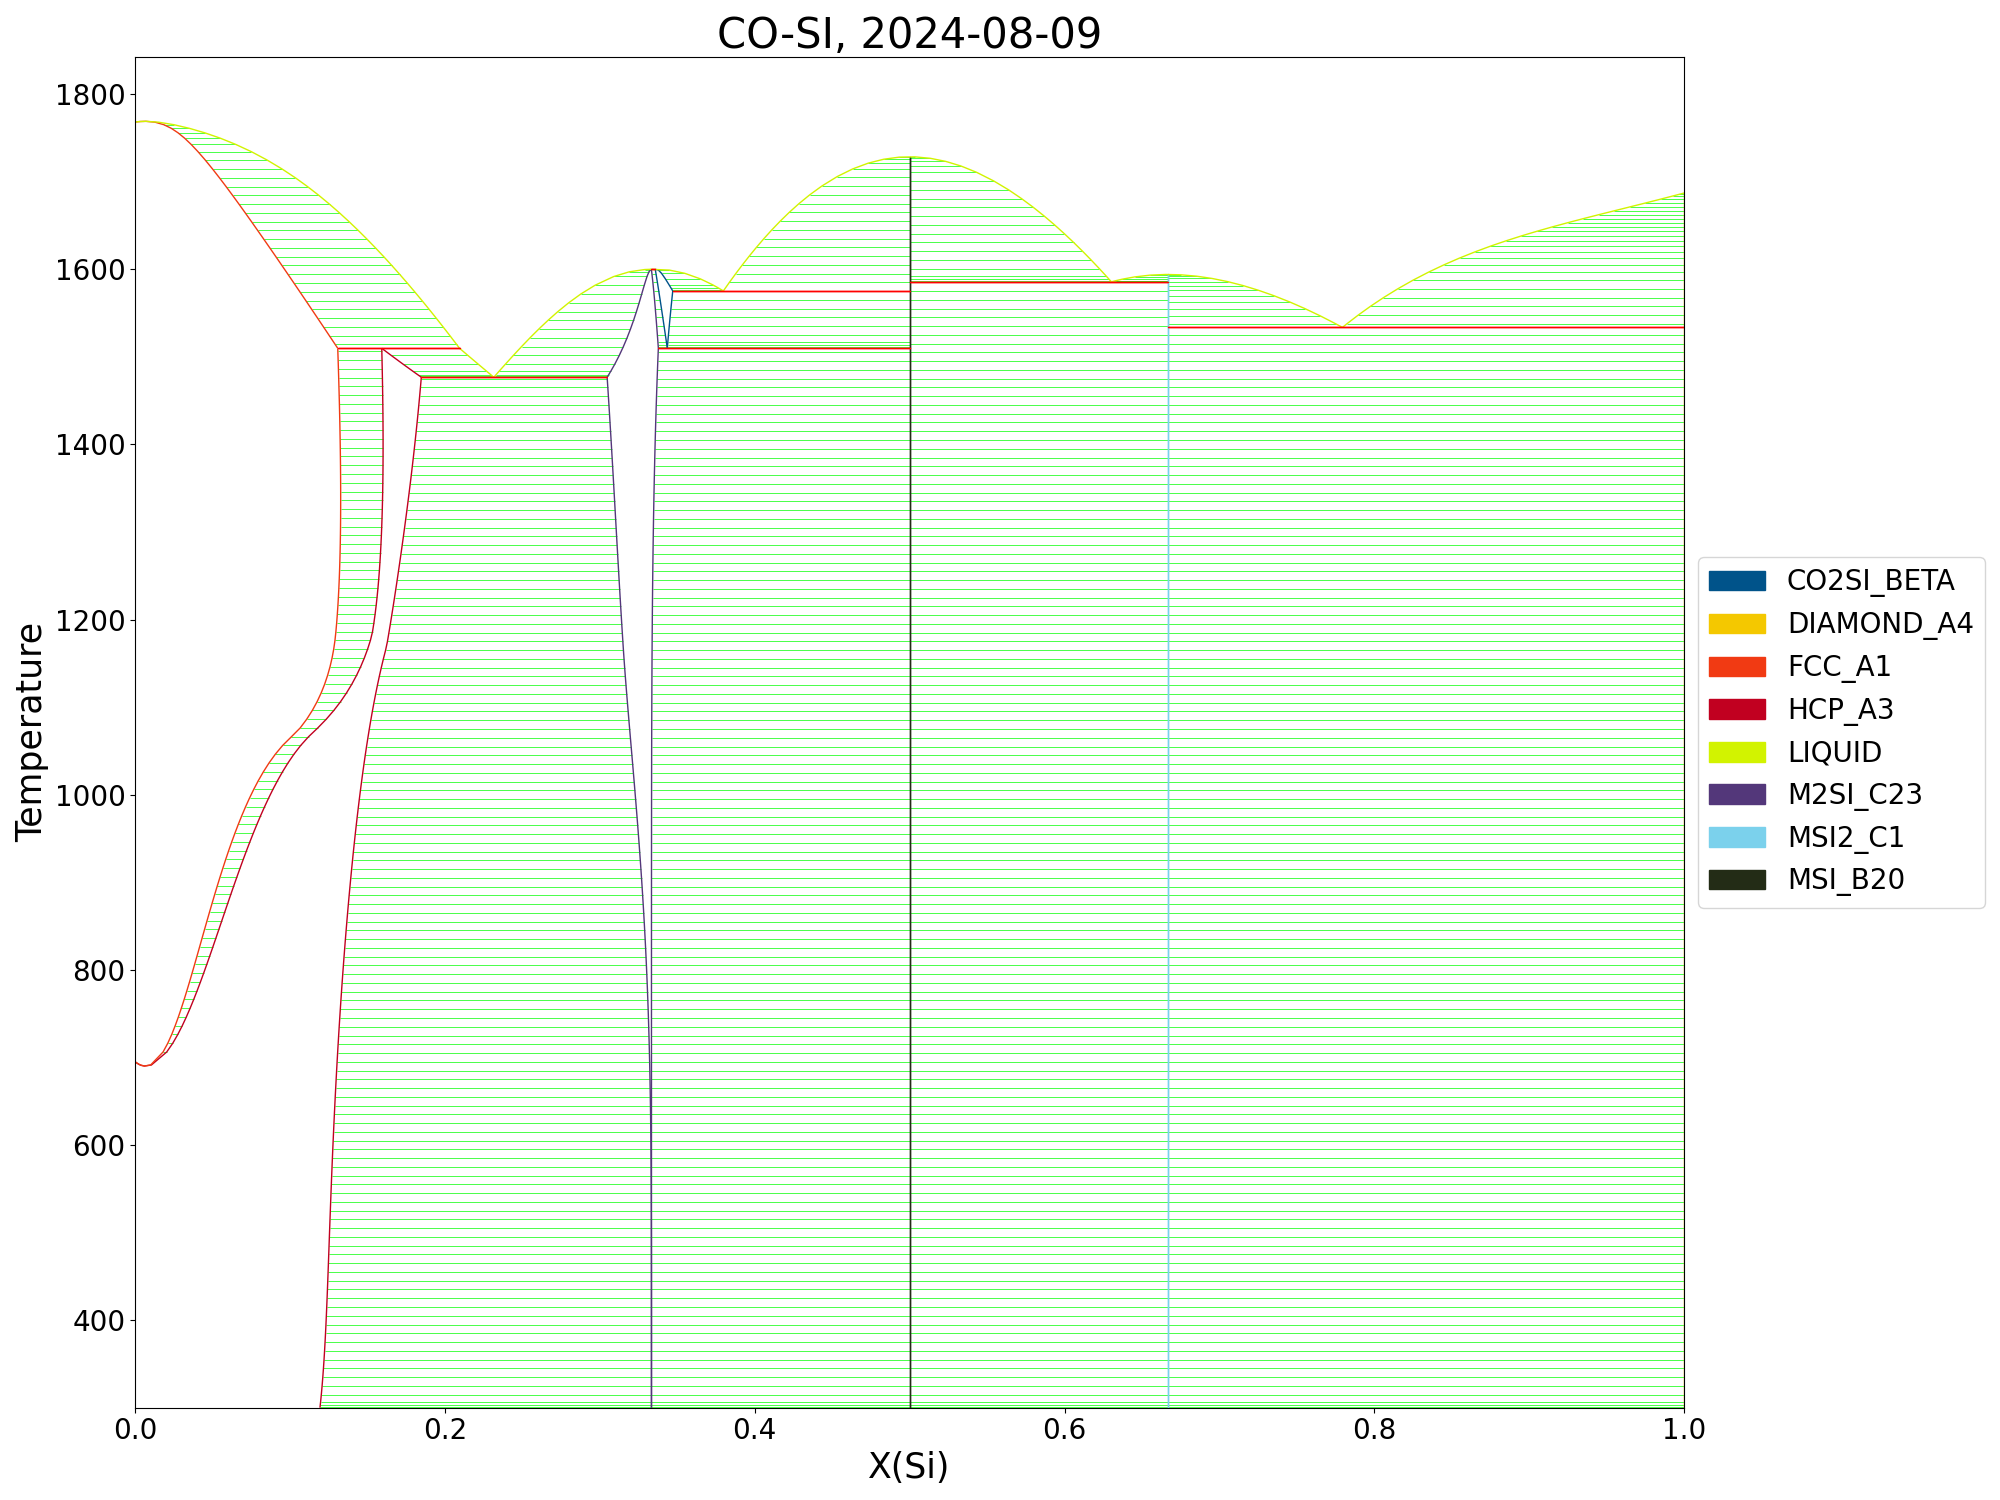 CO-SI, 2024-08-09
Temperature
1800
1600
1400
1200
1000
800
600
400
0.0 0.2 0.4 0.6 0.8 1.0
X(Si)
CO2SI_BETA
DIAMOND_A4
FCC_A1
HCP_A3
LIQUID
M2SI_C23
MSI2_C1
MSI_B20